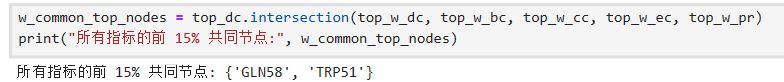 w_common_top_nodes = top_dc.intersection(top_w_dc, top_w_bc, top_w_cc, top_w_ec, top_w_pr)
print("所有指标的前 15% 共同节点:", w_common_top_nodes)
所有指标的前 15% 共同节点: {'GLN58', 'TRP51'}